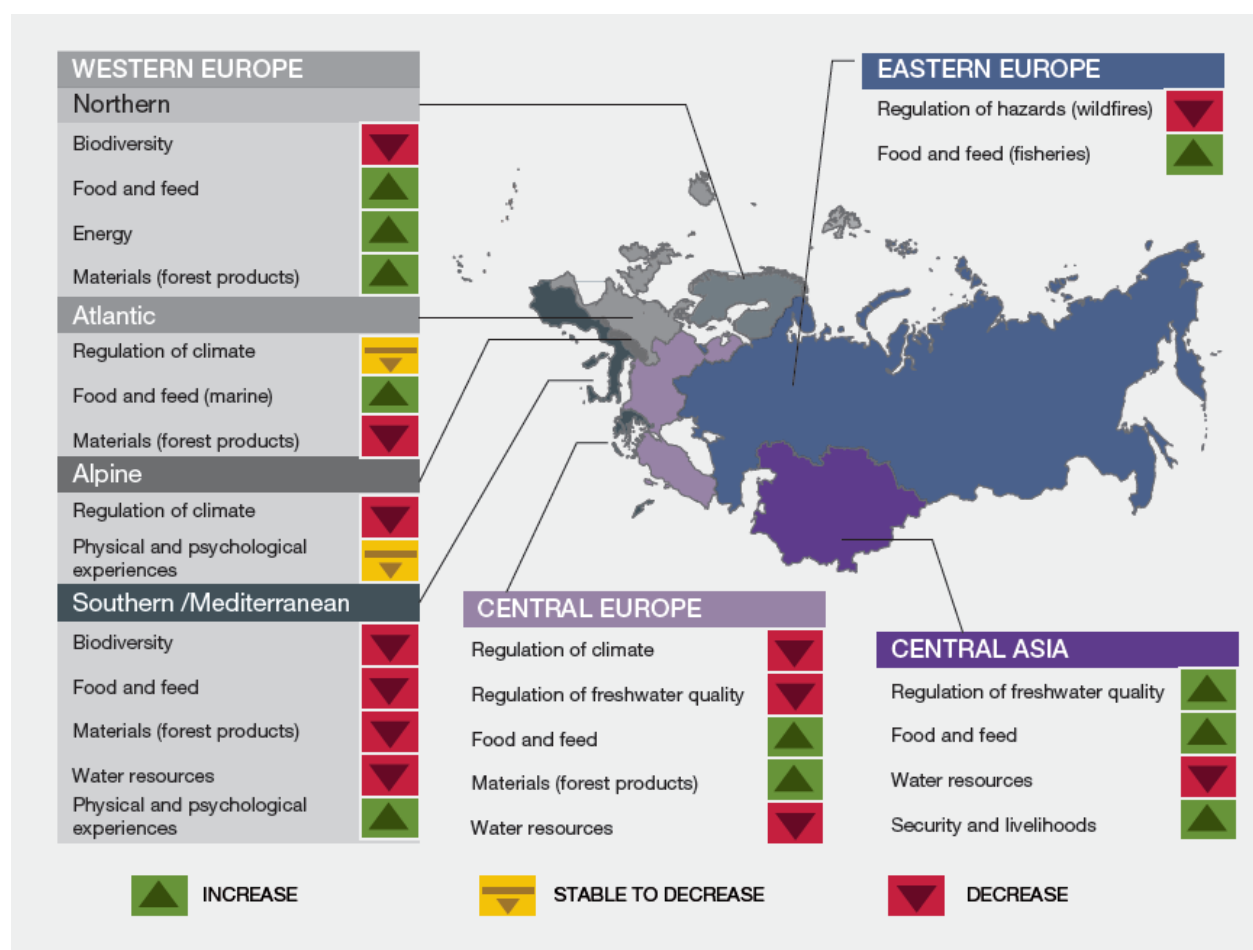 WESTERN EUROPE
Northern
Biodiversity
Food and feed
Energy
Materials (forest products)
Atlantic
Regulation of climate
Food and feed (marine)
Materials (forest products)
Alpine
Regulation of climate
Physical and psychological
experiences
Southern /Mediterranean
Biodiversity
Food and feed
Materials (forest products)
Water resources
Physical and psychological
experiences
EASTERN EUROPE
Regulation of hazards (wildfires)
Food and feed (fisheries)
CENTRAL EUROPE
Regulation of climate
Regulation of freshwater quality
Food and feed
Materials (forest products)
Water resources
CENTRAL ASIA
Regulation of freshwater quality
Food and feed
Water resources
Security and livelihoods
INCREASE
STABLE TO DECREASE
DECREASE